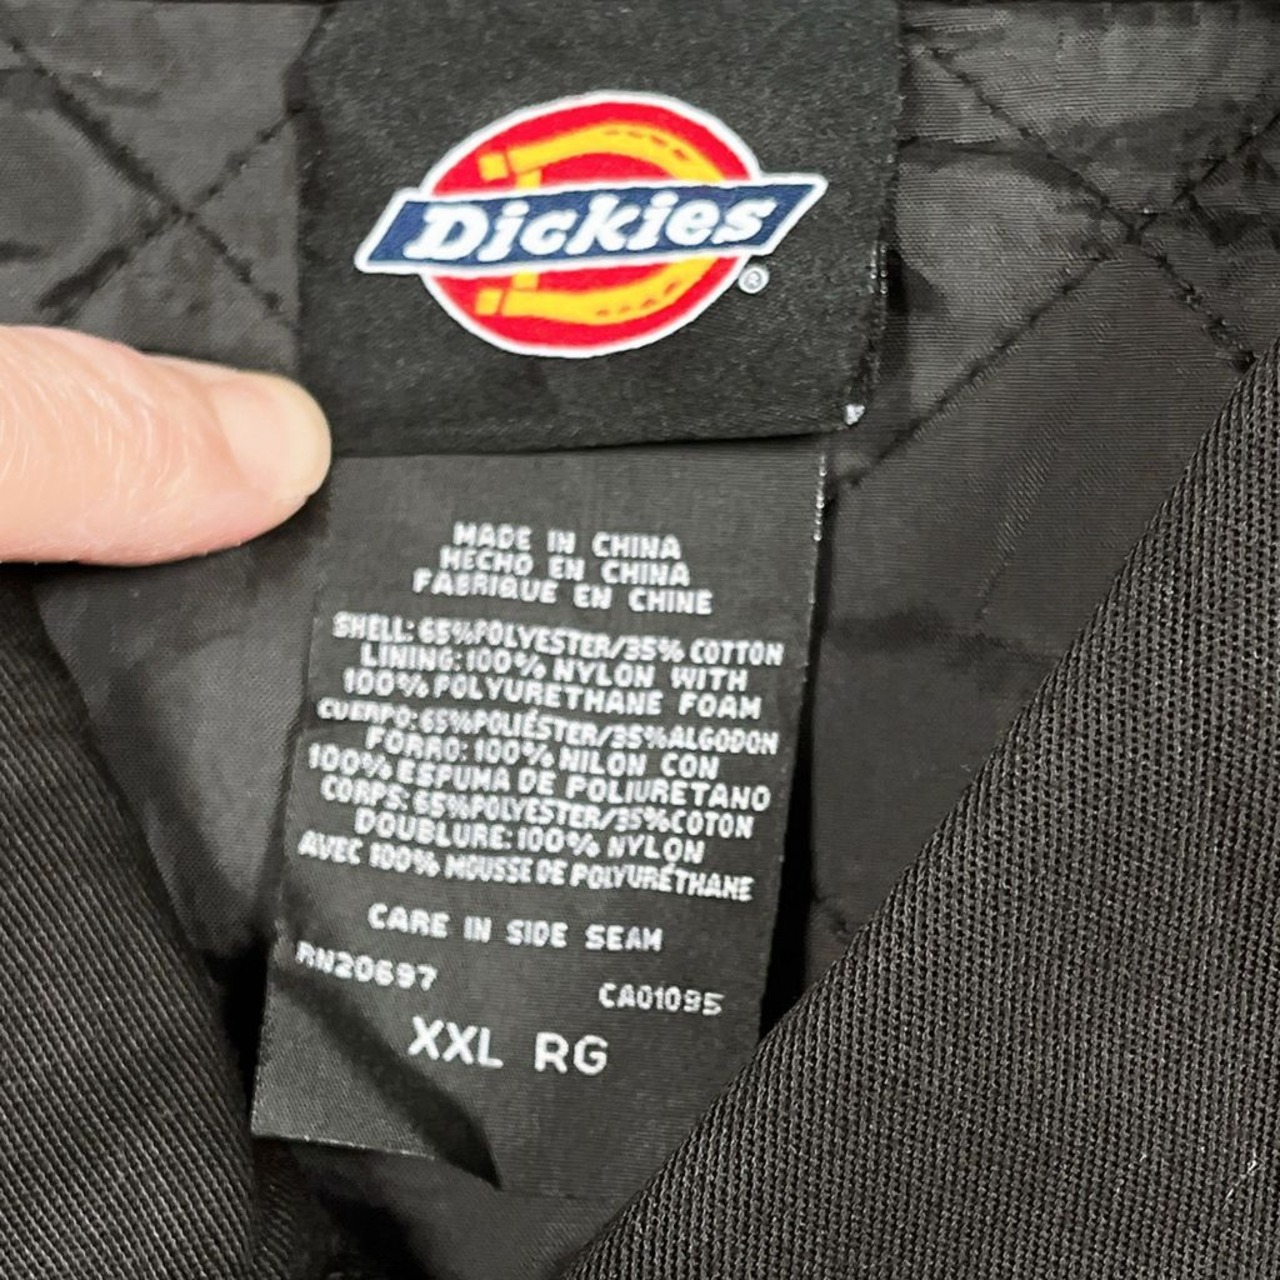 Dickies®
MADE IN CHINA
HECHO EN CHINA
FABRIQUE EN CHINE
SHELL: 65%POLYESTER/35% COTTON
LINING:100% NYLON WITH
100% POLYURETHANE FOAM
CUERPO:65%POLIÉSTER/35%ALGODON
FORRO:100% NILON CON
100% ESPUMA DE POLIURETANO
CORPS: 65%POLYESTER/35%COTON
DOUBLURE:100% NYLON
AVEC 100% MOUSSE DE POLYURÉTHANE
CARE IN SIDE SEAM
RN20697
CA01095
XXL RG